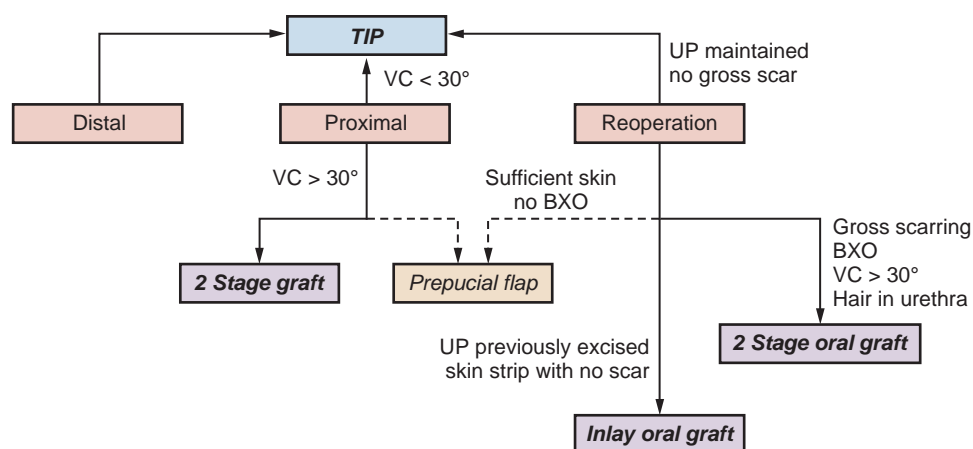 TIP
UP maintained
no gross scar
VC < 30°
Distal
Proximal
Reoperation
VC > 30°
Sufficient skin
no BXO
Gross scarring
BXO
VC > 30°
Hair in urethra
2 Stage graft
Prepucial flap
2 Stage oral graft
UP previously excised
skin strip with no scar
Inlay oral graft